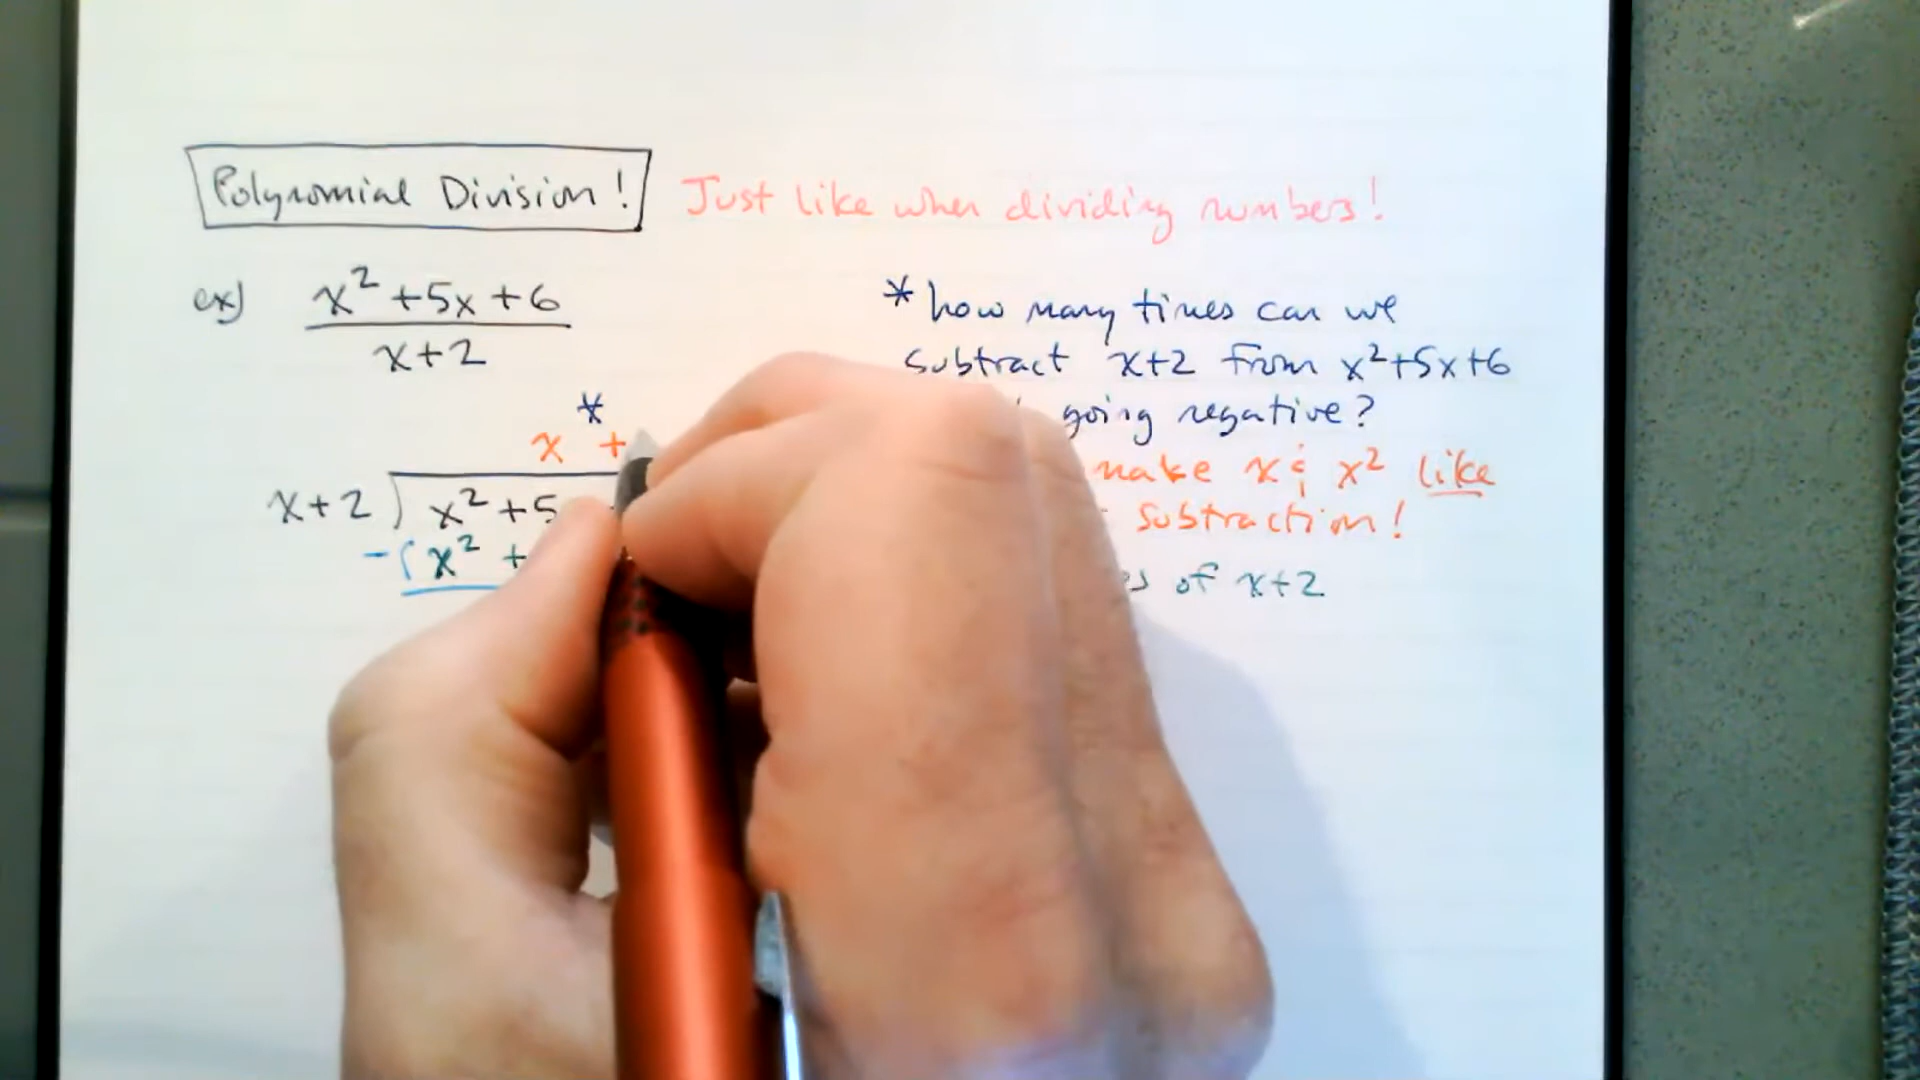 Polynomial Division! Just like when dividing numbers!
ex) x²+5x+6
x+2
* how many times can we
subtract x+2 from x²+5x+6
going negative?
*
x +
make x & x² like
x+2 ) x²+5
subtraction!
-(x² +
of x+2